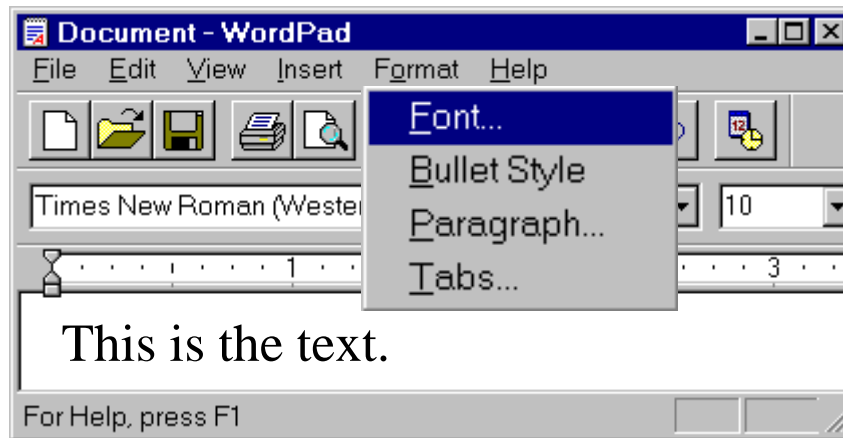 Document - WordPad
File Edit View Insert Format Help
Font...
12
Bullet Style
Times New Roman 10
Paragraph...
1 3
Tabs...
This is the text.
For Help, press F1